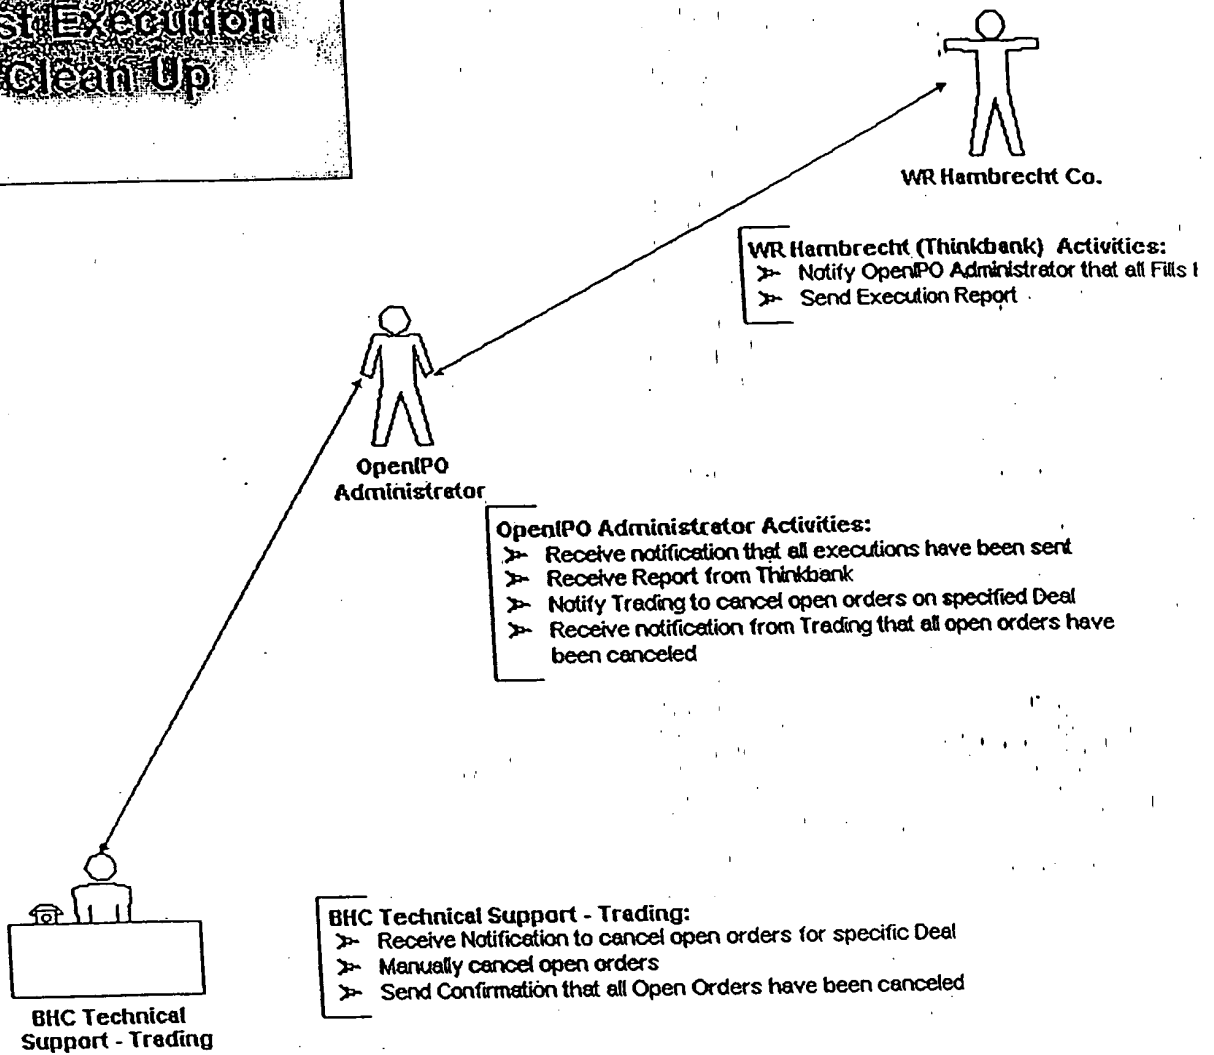 st Execution
Clean Up
WR Hambrecht Co.
WR Hambrecht (Thinkbank) Activities:
Notify OpenIPO Administrator that all Fills
Send Execution Report
OpenIPO
Administrator
OpenIPO Administrator Activities:
Receive notification that all executions have been sent
Receive Report from Thinkbank
Notify Trading to cancel open orders on specified Deal
Receive notification from Trading that all open orders have
been canceled
BHC Technical Support - Trading:
Receive Notification to cancel open orders for specific Deal
Manually cancel open orders
Send Confirmation that all Open Orders have been canceled
BHC Technical
Support - Trading